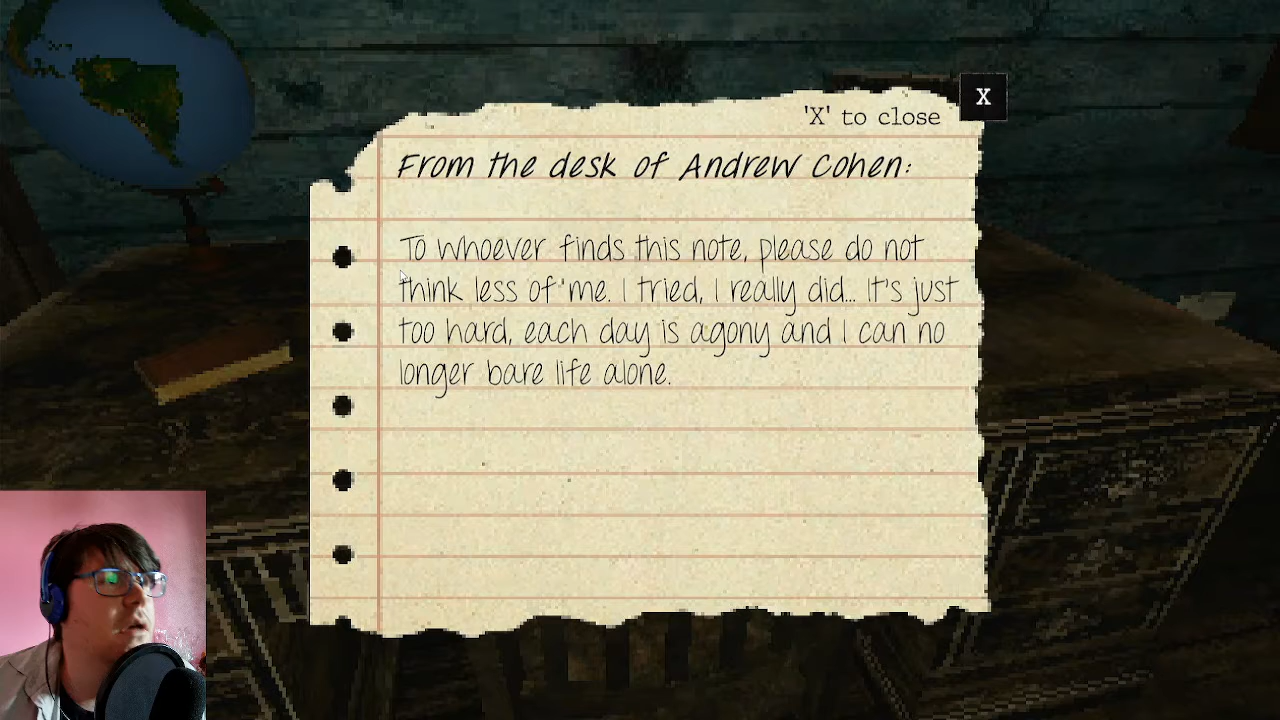 X
'X' to close
From the desk of Andrew Cohen:
To whoever finds this note, please do not
think less of me. I tried, I really did... It's just
too hard, each day is agony and I can no
longer bare life alone.